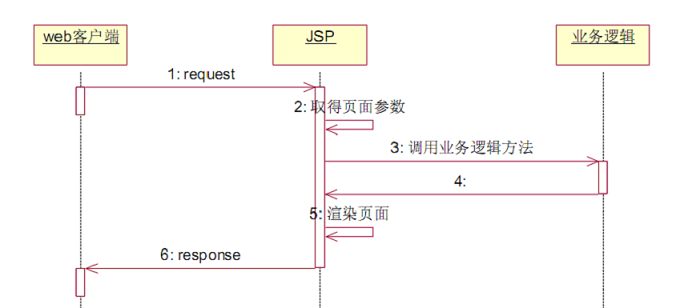 web客户端
JSP
业务逻辑
1: request
2: 取得页面参数
3: 调用业务逻辑方法
4:
5: 渲染页面
6: response